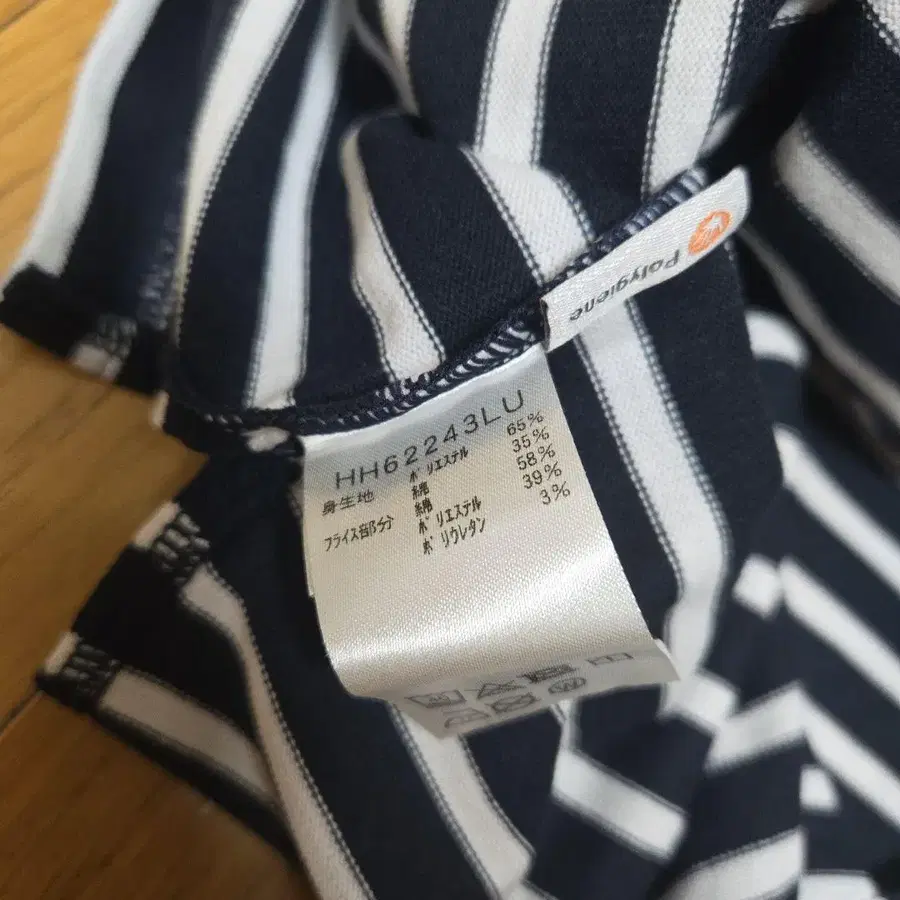 Polygiene
HH62243LU
身生地 ポリエステル 65%
綿 35%
フライス部分 綿 58%
ポリエステル 39%
ポリウレタン 3%